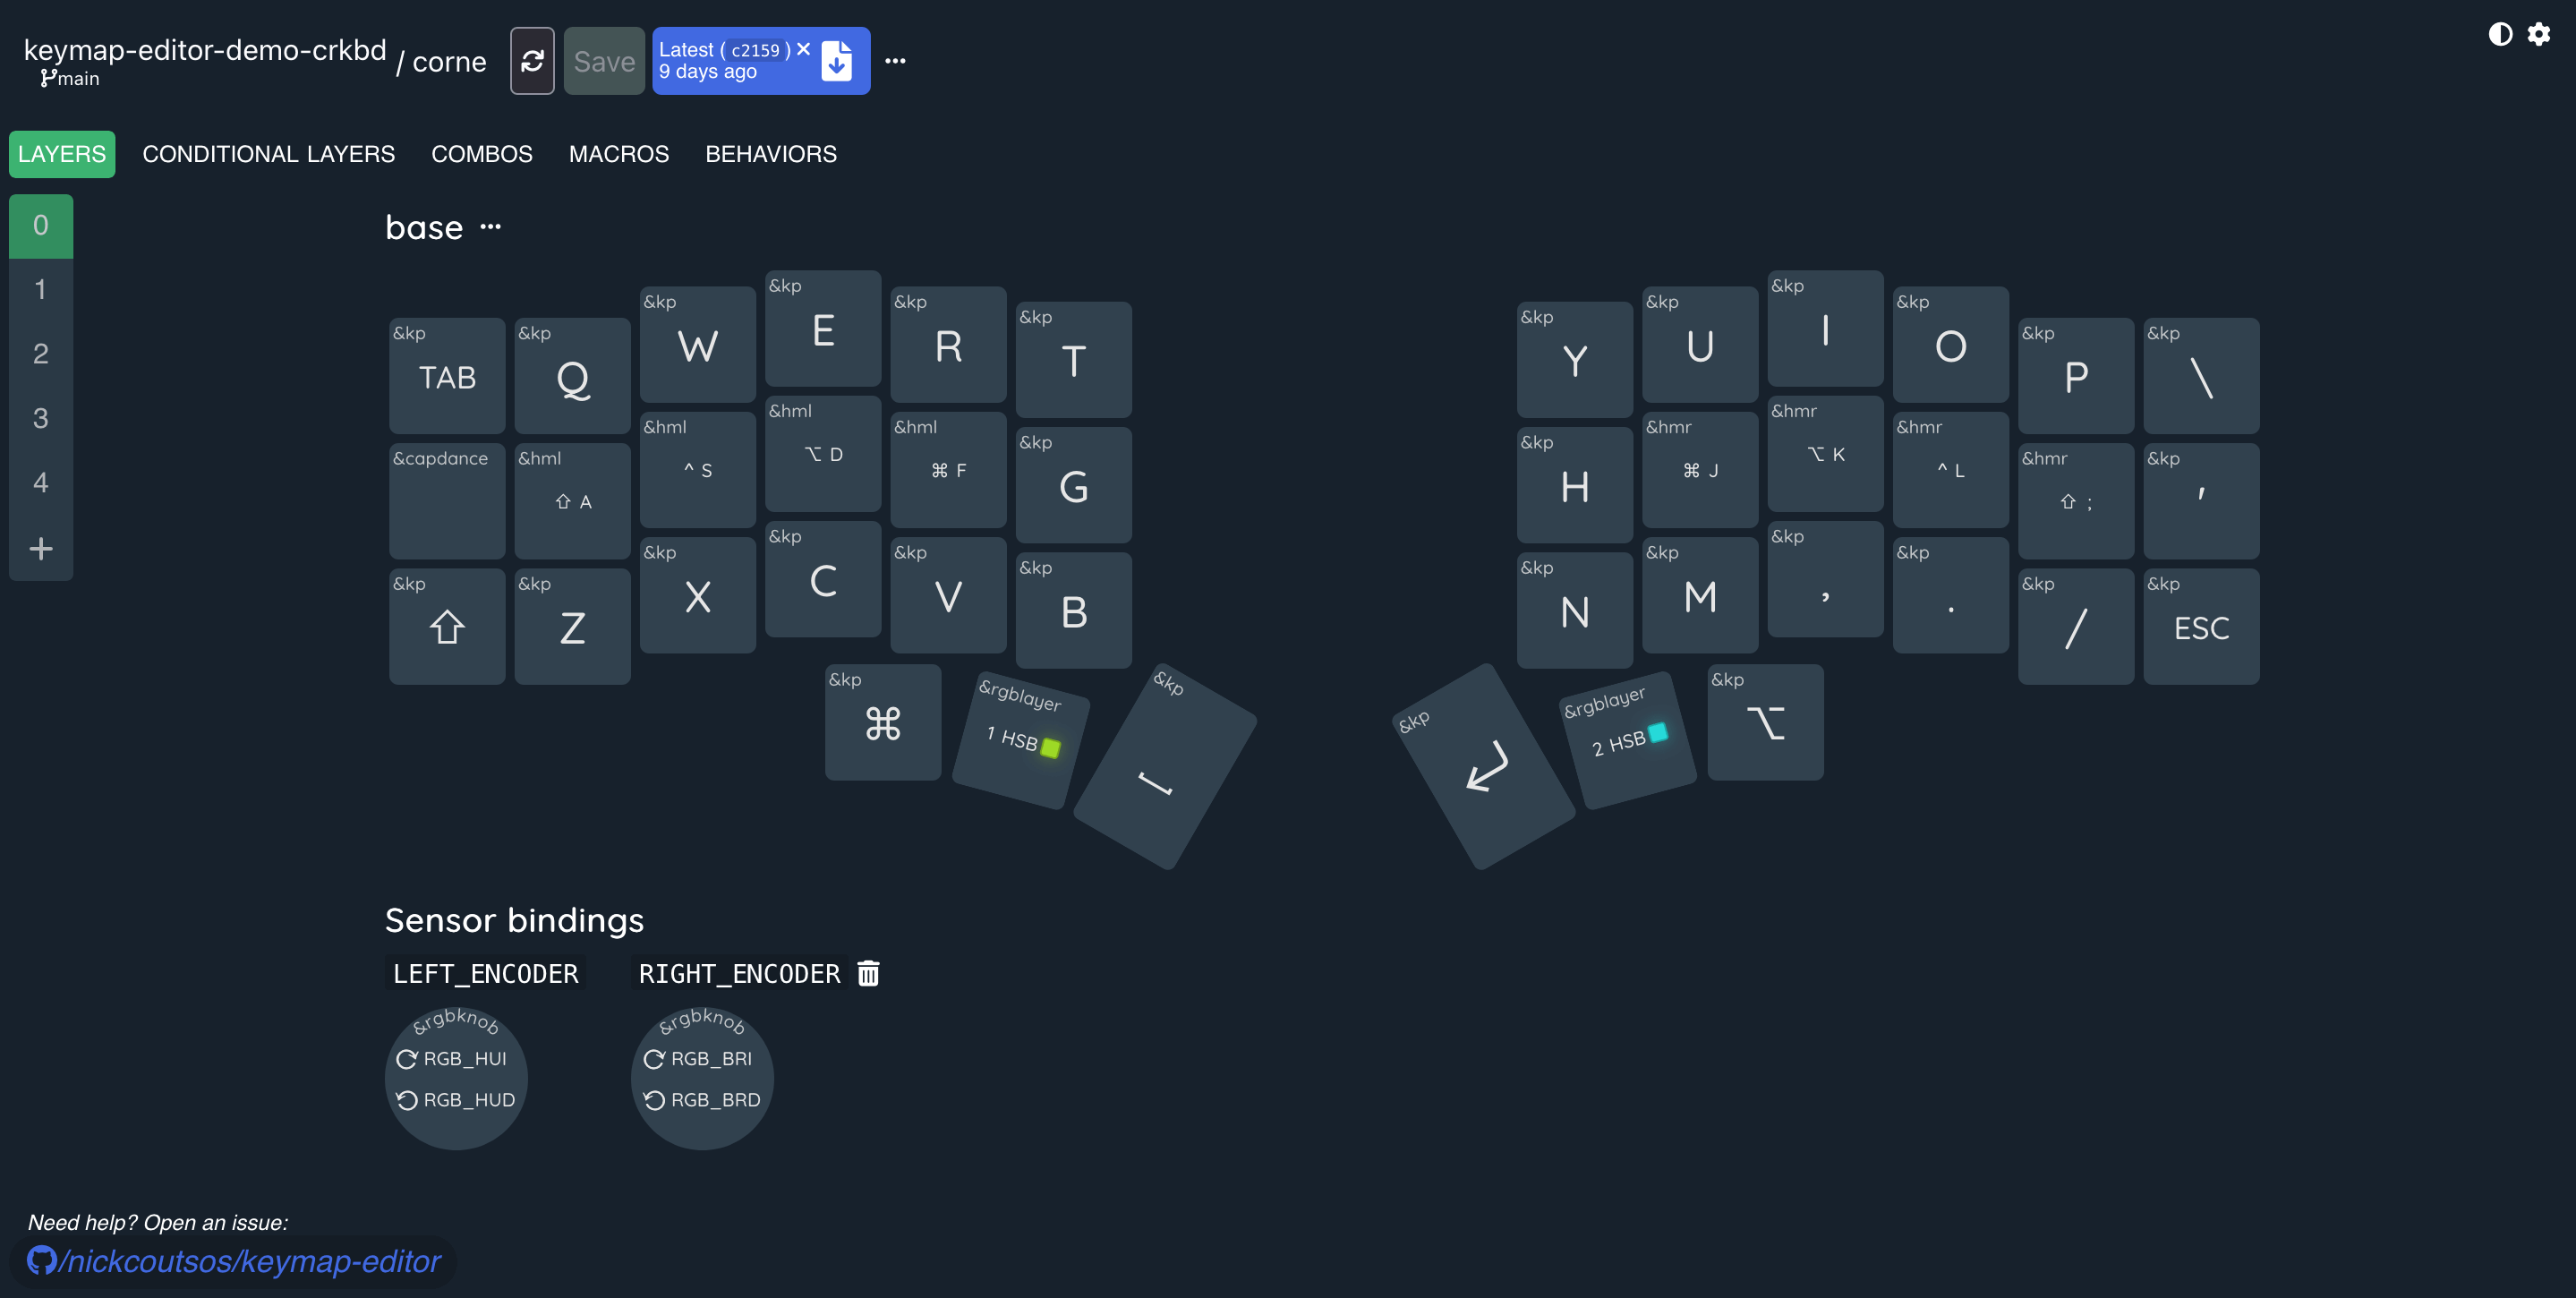 keymap-editor-demo-crkbd / corne
main
Save
Latest ( c2159 ) ×
9 days ago
LAYERS CONDITIONAL LAYERS COMBOS MACROS BEHAVIORS
0
1
2
3
4
+
base ···
&kp TAB &kp Q &kp W &kp E &kp R &kp T
&kp Y &kp U &kp I &kp O &kp P &kp \
&capdance &hml ⇧ A &hml ^ S &hml ⌥ D &hml ⌘ F &kp G
&kp H &hmr ⌘ J &hmr ⌥ K &hmr ^ L &hmr ⇧ ; &kp '
&kp ⇧ &kp Z &kp X &kp C &kp V &kp B
&kp N &kp M &kp , &kp . &kp / &kp ESC
&kp ⌘ &rgblayer 1 HSB &kp ⎵
&kp ⏎ &rgblayer 2 HSB &kp ⌥
Sensor bindings
LEFT_ENCODER RIGHT_ENCODER
&rgbknob &rgbknob
RGB_HUI RGB_BRI
RGB_HUD RGB_BRD
Need help? Open an issue:
/nickcoutsos/keymap-editor